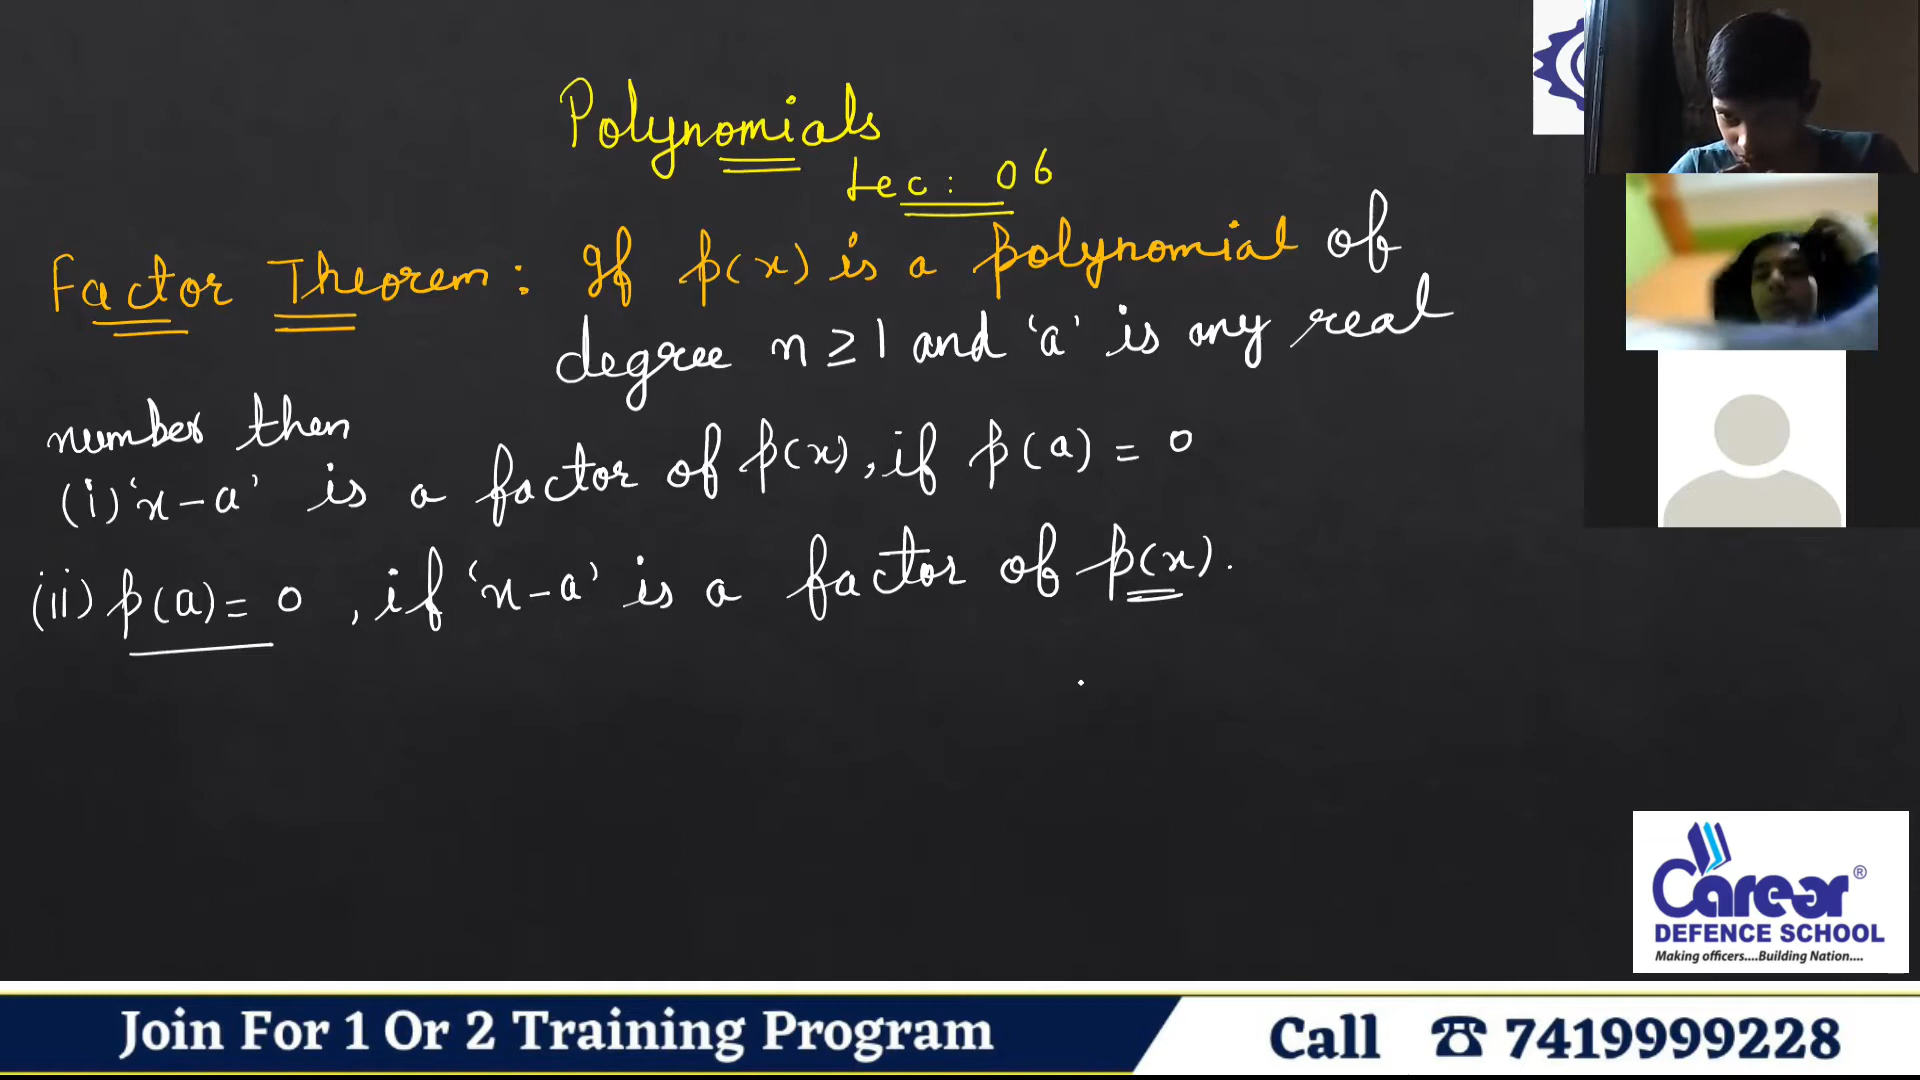 Polynomials
Lec: 06
Factor Theorem: If p(x) is a polynomial of
degree n ≥ 1 and 'a' is any real
number then
(i) 'x-a' is a factor of p(x), if p(a) = 0
(ii) p(a) = 0, if 'x-a' is a factor of p(x).
Career®
DEFENCE SCHOOL
Making officers....Building Nation....
Join For 1 Or 2 Training Program
Call ☎ 7419999228